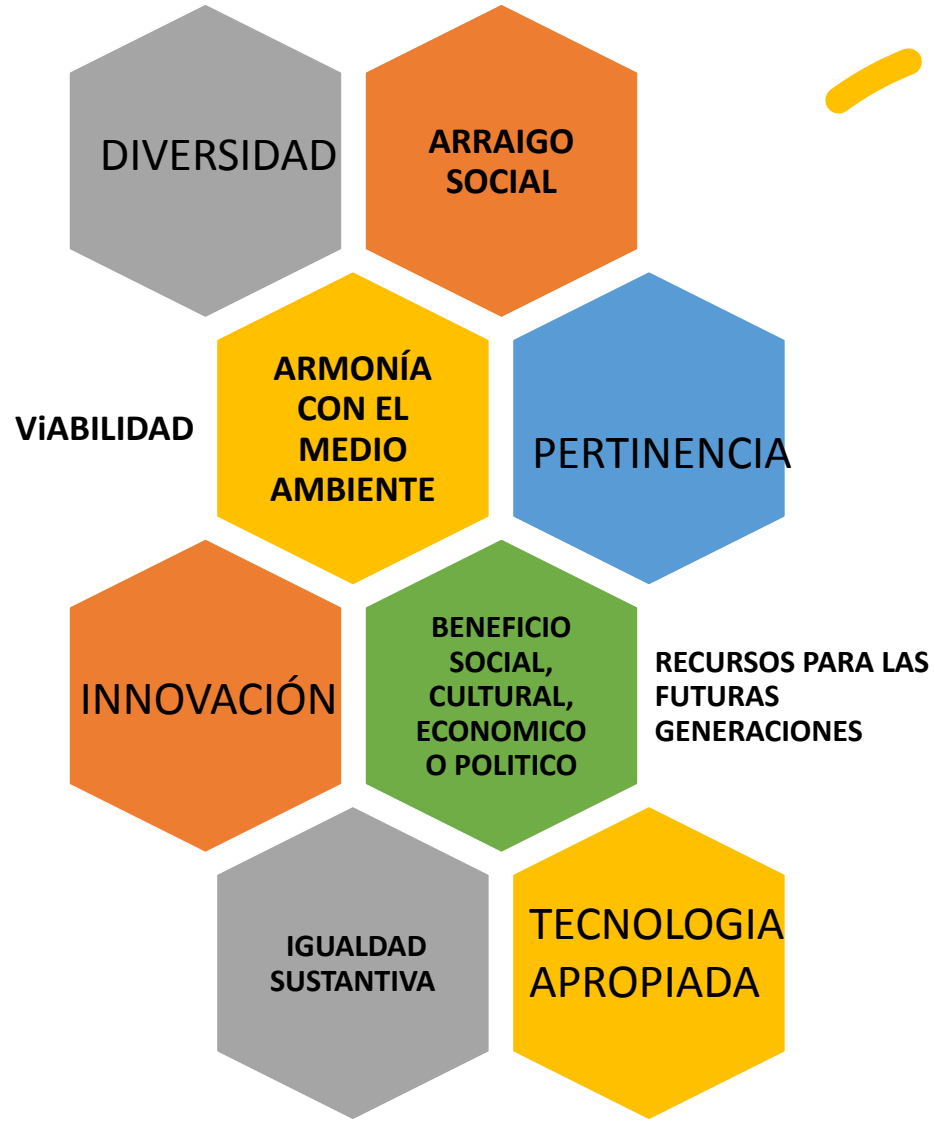 DIVERSIDAD
ARRAIGO
SOCIAL
ViABILIDAD
ARMONÍA
CON EL
MEDIO
AMBIENTE
PERTINENCIA
INNOVACIÓN
BENEFICIO
SOCIAL,
CULTURAL,
ECONOMICO
O POLITICO
RECURSOS PARA LAS
FUTURAS
GENERACIONES
IGUALDAD
SUSTANTIVA
TECNOLOGIA
APROPIADA